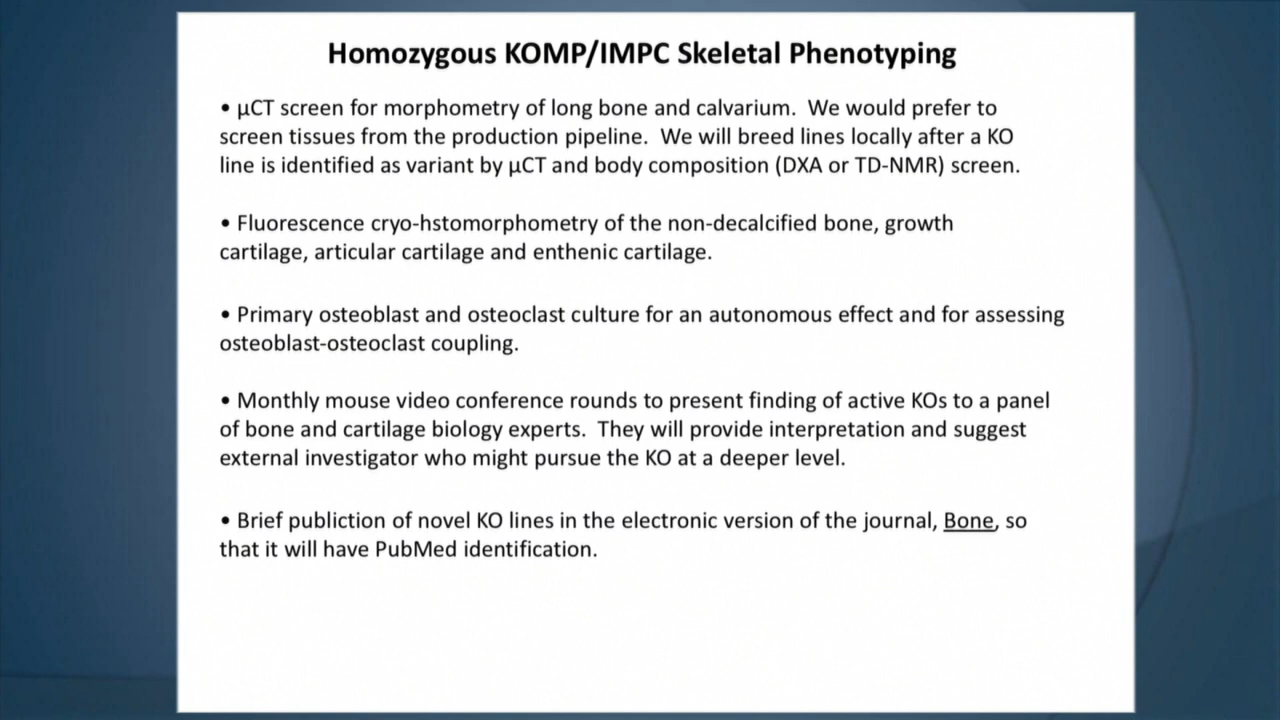 Homozygous KOMP/IMPC Skeletal Phenotyping
• µCT screen for morphometry of long bone and calvarium.  We would prefer to
screen tissues from the production pipeline.  We will breed lines locally after a KO
line is identified as variant by µCT and body composition (DXA or TD-NMR) screen.
• Fluorescence cryo-hstomorphometry of the non-decalcified bone, growth
cartilage, articular cartilage and enthenic cartilage.
• Primary osteoblast and osteoclast culture for an autonomous effect and for assessing
osteoblast-osteoclast coupling.
• Monthly mouse video conference rounds to present finding of active KOs to a panel
of bone and cartilage biology experts.  They will provide interpretation and suggest
external investigator who might pursue the KO at a deeper level.
• Brief publiction of novel KO lines in the electronic version of the journal, Bone, so
that it will have PubMed identification.